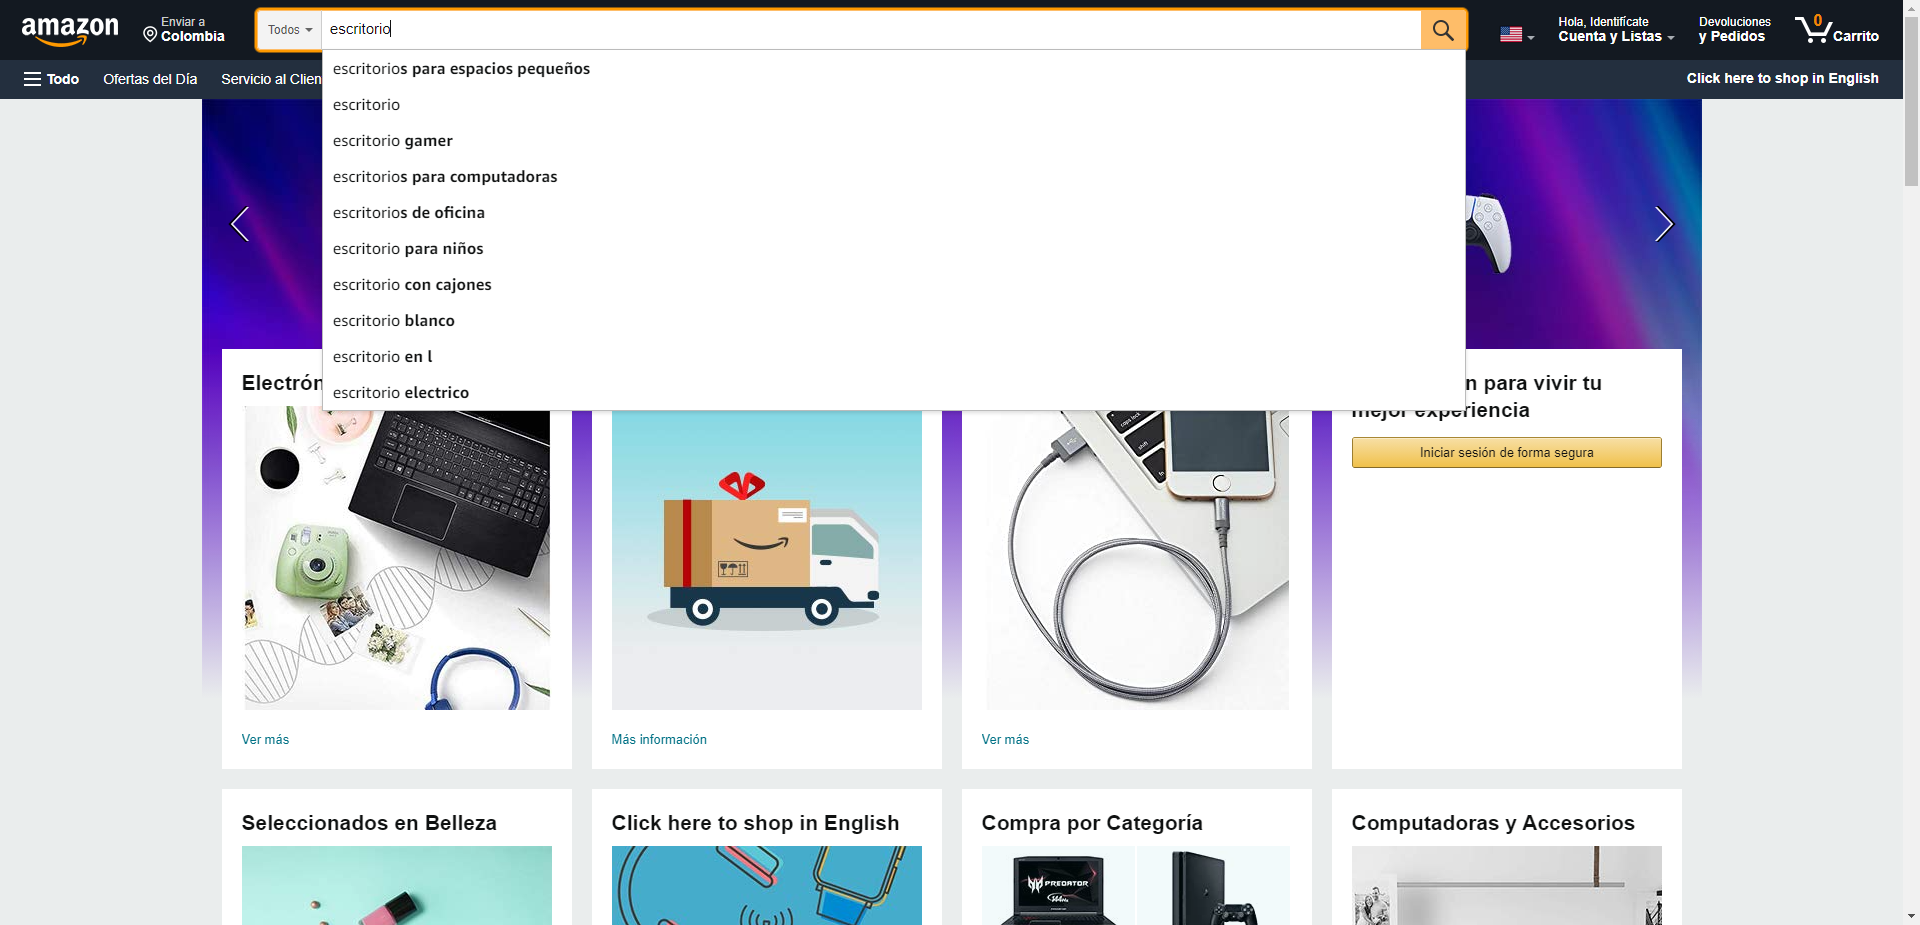 amazon
Enviar a
Colombia
Todos
escritorio
Hola, Identifícate
Cuenta y Listas
Devoluciones
y Pedidos
0
Carrito
Todo
Ofertas del Día
Servicio al Clien
Click here to shop in English
escritorios para espacios pequeños
escritorio
escritorio gamer
escritorios para computadoras
escritorios de oficina
escritorio para niños
escritorio con cajones
escritorio blanco
escritorio en l
escritorio electrico
Electrón
n para vivir tu
mejor experiencia
Iniciar sesión de forma segura
caps lock
shift
fn
Ver más
Más información
Ver más
Seleccionados en Belleza
Click here to shop in English
Compra por Categoría
Computadoras y Accesorios
PREDATOR